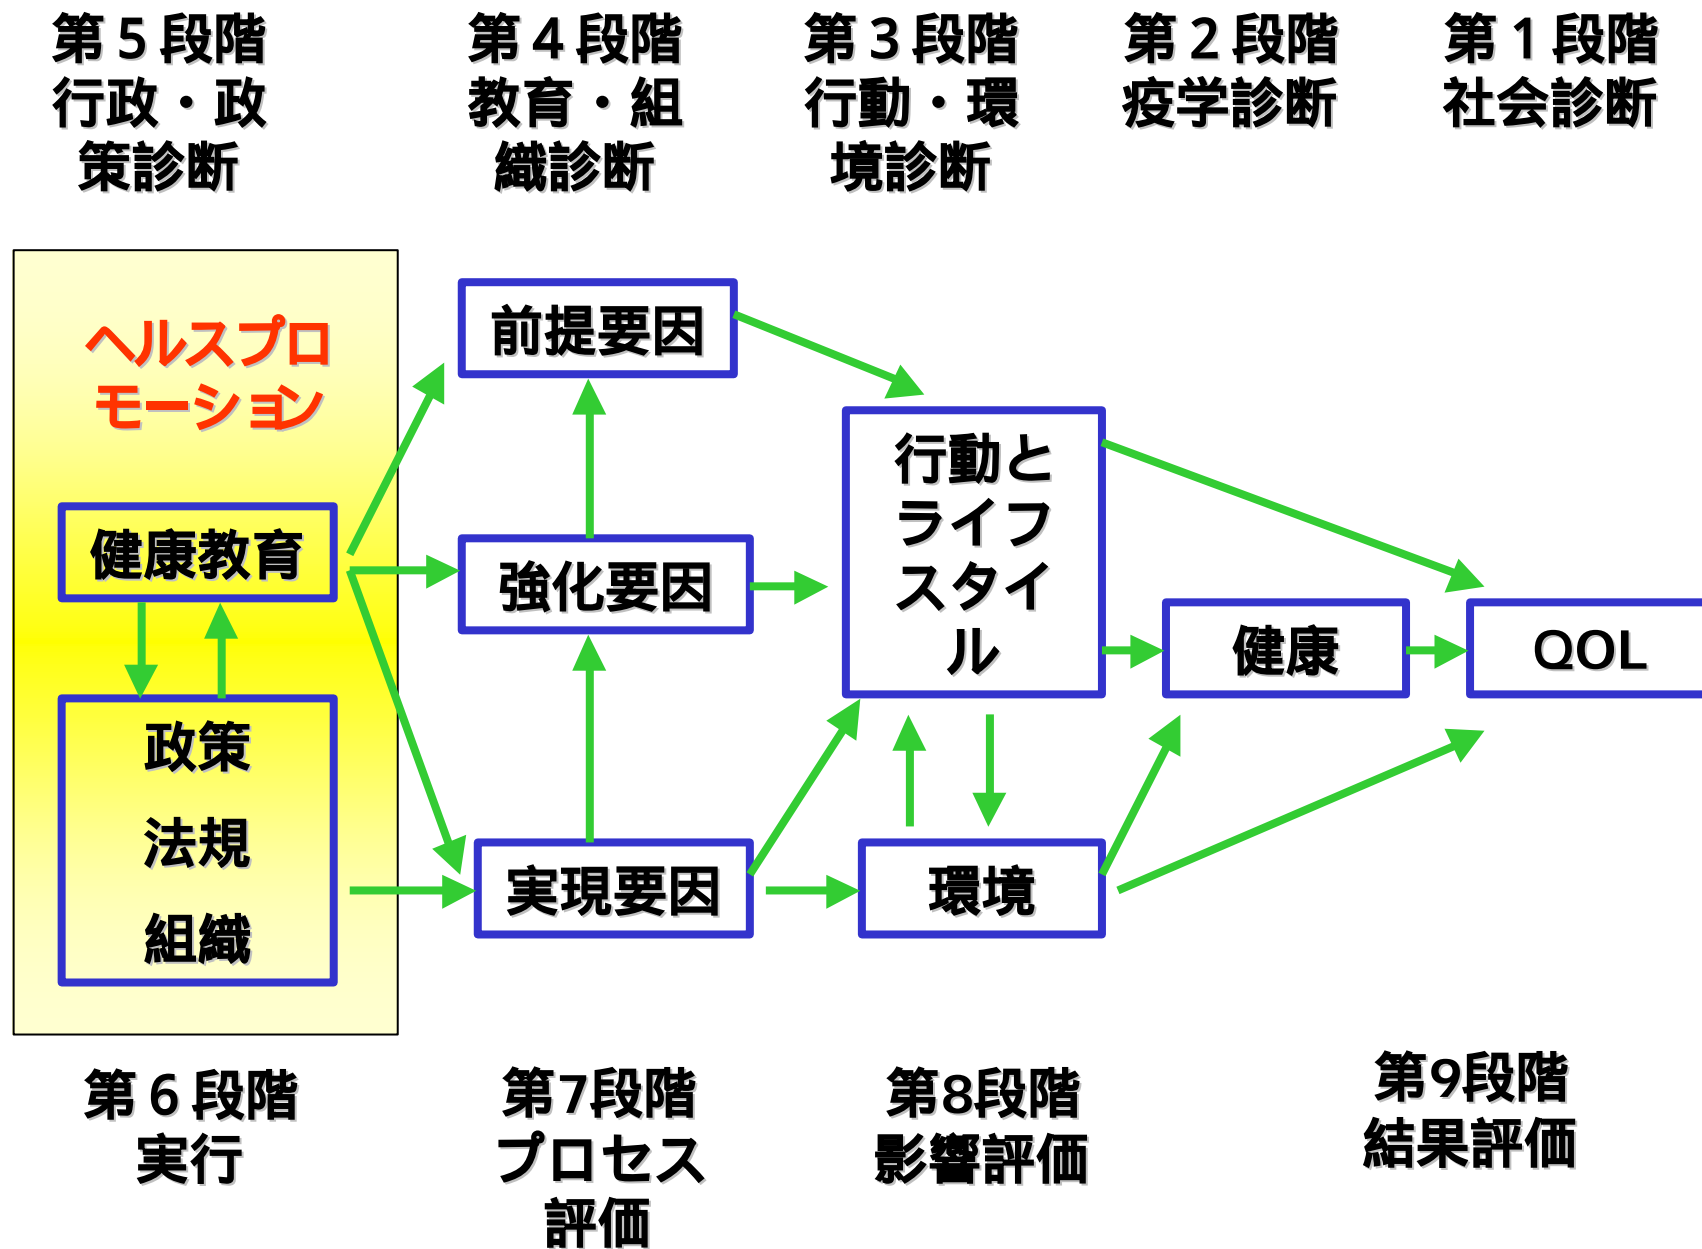 第５段階
行政・政
策診断
第４段階
教育・組
織診断
第３段階
行動・環
境診断
第２段階
疫学診断
第１段階
社会診断
ヘルスプロ
モーション
健康教育
政策
法規
組織
前提要因
強化要因
実現要因
行動と
ライフ
スタイ
ル
環境
健康
QOL
第６段階
実行
第7段階
プロセス
評価
第8段階
影響評価
第9段階
結果評価